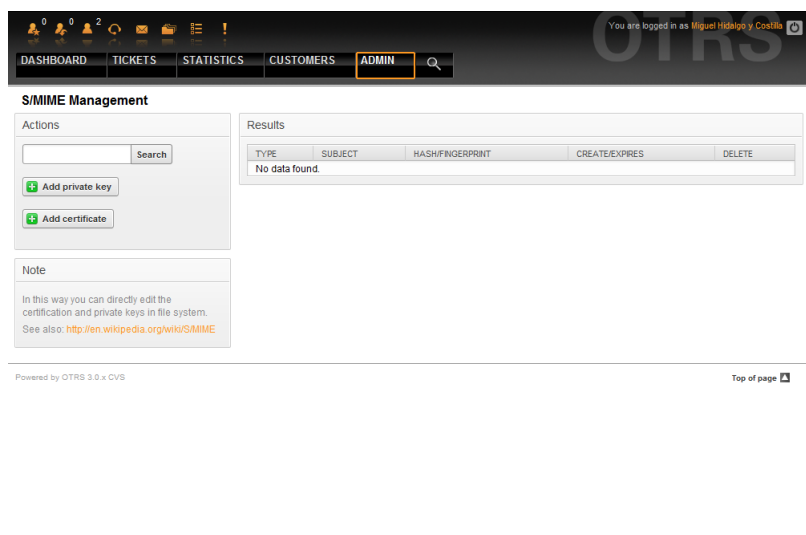 0 0 2
OTRS
You are logged in as Miguel Hidalgo y Costilla
DASHBOARD TICKETS STATISTICS CUSTOMERS ADMIN
S/MIME Management
Actions
Search
Add private key
Add certificate
Note
In this way you can directly edit the
certification and private keys in file system.
See also: http://en.wikipedia.org/wiki/S/MIME
Results
TYPE SUBJECT HASH/FINGERPRINT CREATE/EXPIRES DELETE
No data found.
Powered by OTRS 3.0.x CVS
Top of page